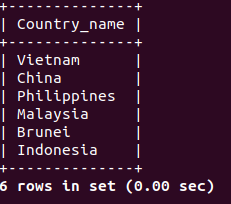 +--------------+
| Country_name |
+--------------+
| Vietnam      |
| China        |
| Philippines  |
| Malaysia     |
| Brunei       |
| Indonesia    |
+--------------+
6 rows in set (0.00 sec)